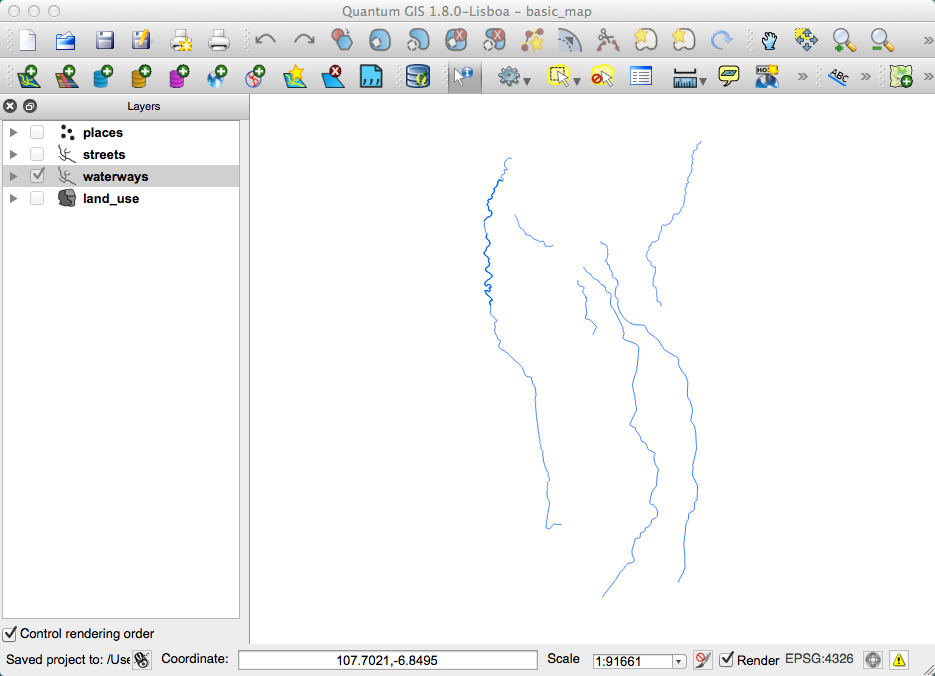 Quantum GIS 1.8.0-Lisboa - basic_map
ABC
Layers
places
streets
waterways
land_use
Control rendering order
Saved project to: /Use
Coordinate:
107.7021,-6.8495
Scale
1:91661
Render
EPSG:4326